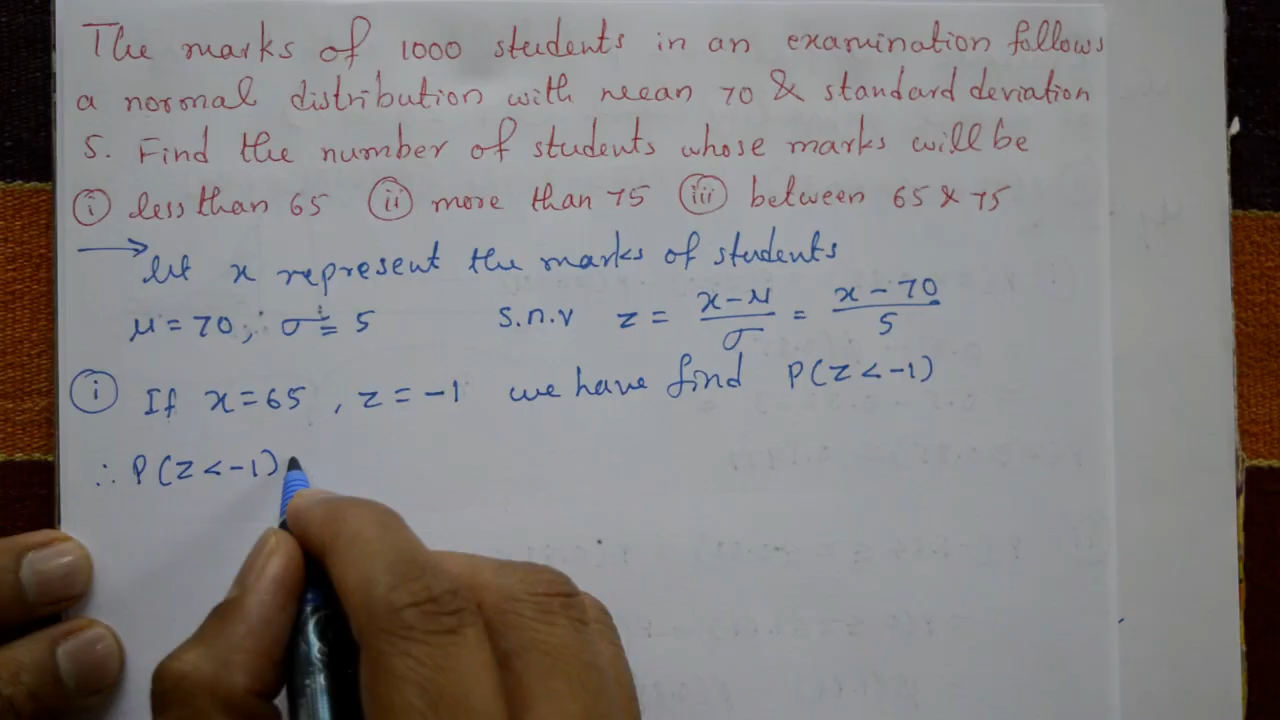 The marks of 1000 students in an examination follows
a normal distribution with mean 70 & standard deviation
5. Find the number of students whose marks will be
(i) less than 65 (ii) more than 75 (iii) between 65 & 75
→ let x represent the marks of students
μ = 70, σ = 5 s.n.v z = (x-μ)/σ = (x-70)/5
(i) If x=65, z = -1 we have find P(z < -1)
∴ P(z < -1)